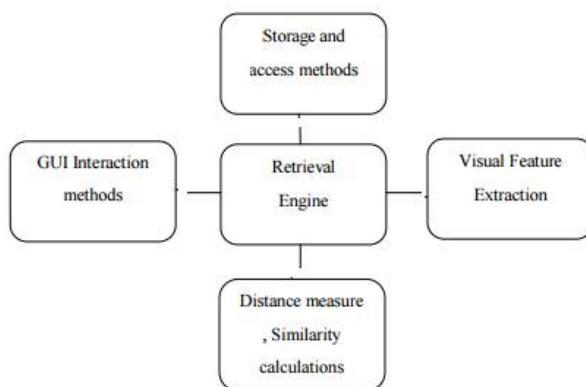 Storage and
access methods
GUI Interaction
methods
Retrieval
Engine
Visual Feature
Extraction
Distance measure
, Similarity
calculations